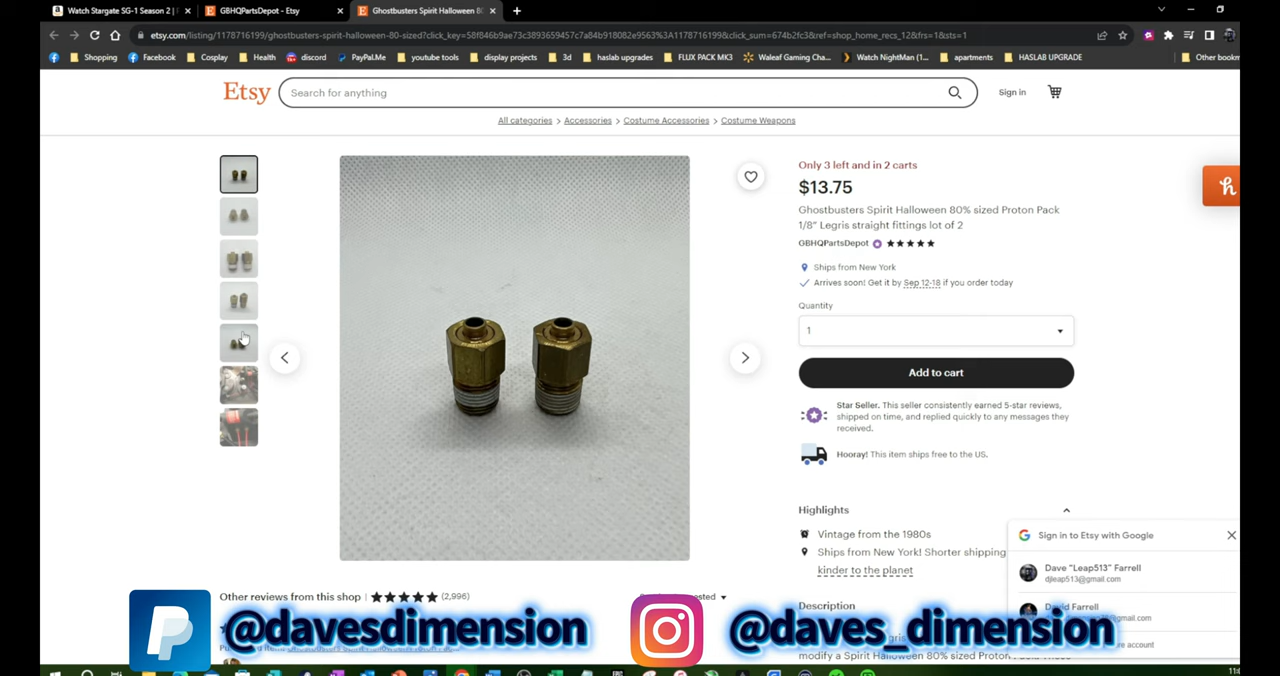 Watch Stargate SG-1 Season 2 |
GBHQPartsDepot - Etsy
Ghostbusters Spirit Halloween 80
etsy.com/listing/1178716199/ghostbusters-spirit-halloween-80-sized?click_key=58f846b9ae73c3893659457c7a84b918082e9563%3A1178716199&click_sum=674b2fc3&ref=shop_home_recs_12&frs=1&sts=1
Shopping
Facebook
Cosplay
Health
discord
PayPal.Me
youtube tools
display projects
3d
haslab upgrades
FLUX PACK MK3
Waleaf Gaming Cha...
Watch NightMan (1...
apartments
HASLAB UPGRADE
Other bookm
Etsy
Search for anything
Sign in
All categories > Accessories > Costume Accessories > Costume Weapons
Only 3 left and in 2 carts
$13.75
Ghostbusters Spirit Halloween 80% sized Proton Pack
1/8" Legris straight fittings lot of 2
GBHQPartsDepot
Ships from New York
Arrives soon! Get it by Sep 12-18 if you order today
Quantity
1
Add to cart
Star Seller. This seller consistently earned 5-star reviews,
shipped on time, and replied quickly to any messages they
received.
Hooray! This item ships free to the US.
Highlights
Vintage from the 1980s
Ships from New York! Shorter shipping
kinder to the planet
Description
Sign in to Etsy with Google
Dave "Leap513" Farrell
djleap513@gmail.com
David Farrell
Other reviews from this shop
(2,996)
@davesdimension
@daves_dimension
modify a Spirit Halloween 80% sized Proton Pack